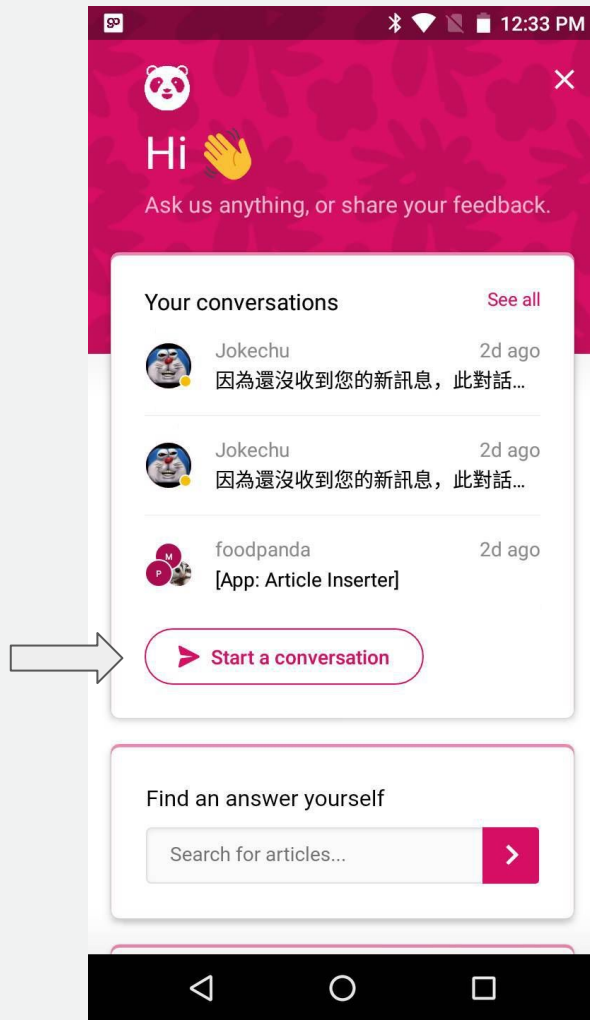 12:33 PM
Hi 👋
Ask us anything, or share your feedback.
Your conversations
See all
Jokechu
2d ago
因為還沒收到您的新訊息，此對話...
Jokechu
2d ago
因為還沒收到您的新訊息，此對話...
M
P
foodpanda
2d ago
[App: Article Inserter]
Start a conversation
Find an answer yourself
Search for articles...